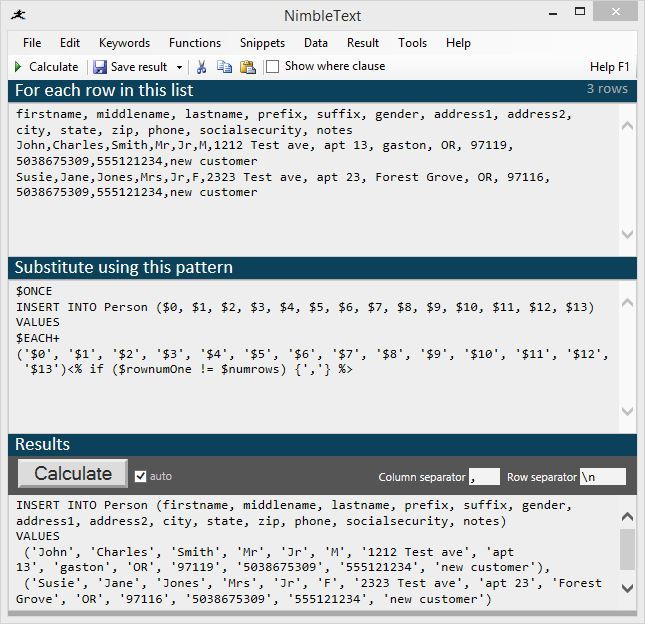 NimbleText
File Edit Keywords Functions Snippets Data Result Tools Help
Calculate Save result Show where clause Help F1
For each row in this list 3 rows
firstname, middlename, lastname, prefix, suffix, gender, address1, address2,
city, state, zip, phone, socialsecurity, notes
John,Charles,Smith,Mr,Jr,M,1212 Test ave, apt 13, gaston, OR, 97119,
5038675309,555121234,new customer
Susie,Jane,Jones,Mrs,Jr,F,2323 Test ave, apt 23, Forest Grove, OR, 97116,
5038675309,555121234,new customer
Substitute using this pattern
$ONCE
INSERT INTO Person ($0, $1, $2, $3, $4, $5, $6, $7, $8, $9, $10, $11, $12, $13)
VALUES
$EACH+
('$0', '$1', '$2', '$3', '$4', '$5', '$6', '$7', '$8', '$9', '$10', '$11', '$12',
'$13')<% if ($rownumOne != $numrows) {','} %>
Results
Calculate auto Column separator , Row separator \n
INSERT INTO Person (firstname, middlename, lastname, prefix, suffix, gender,
address1, address2, city, state, zip, phone, socialsecurity, notes)
VALUES
('John', 'Charles', 'Smith', 'Mr', 'Jr', 'M', '1212 Test ave', 'apt
13', 'gaston', 'OR', '97119', '5038675309', '555121234', 'new customer'),
('Susie', 'Jane', 'Jones', 'Mrs', 'Jr', 'F', '2323 Test ave', 'apt 23', 'Forest
Grove', 'OR', '97116', '5038675309', '555121234', 'new customer')